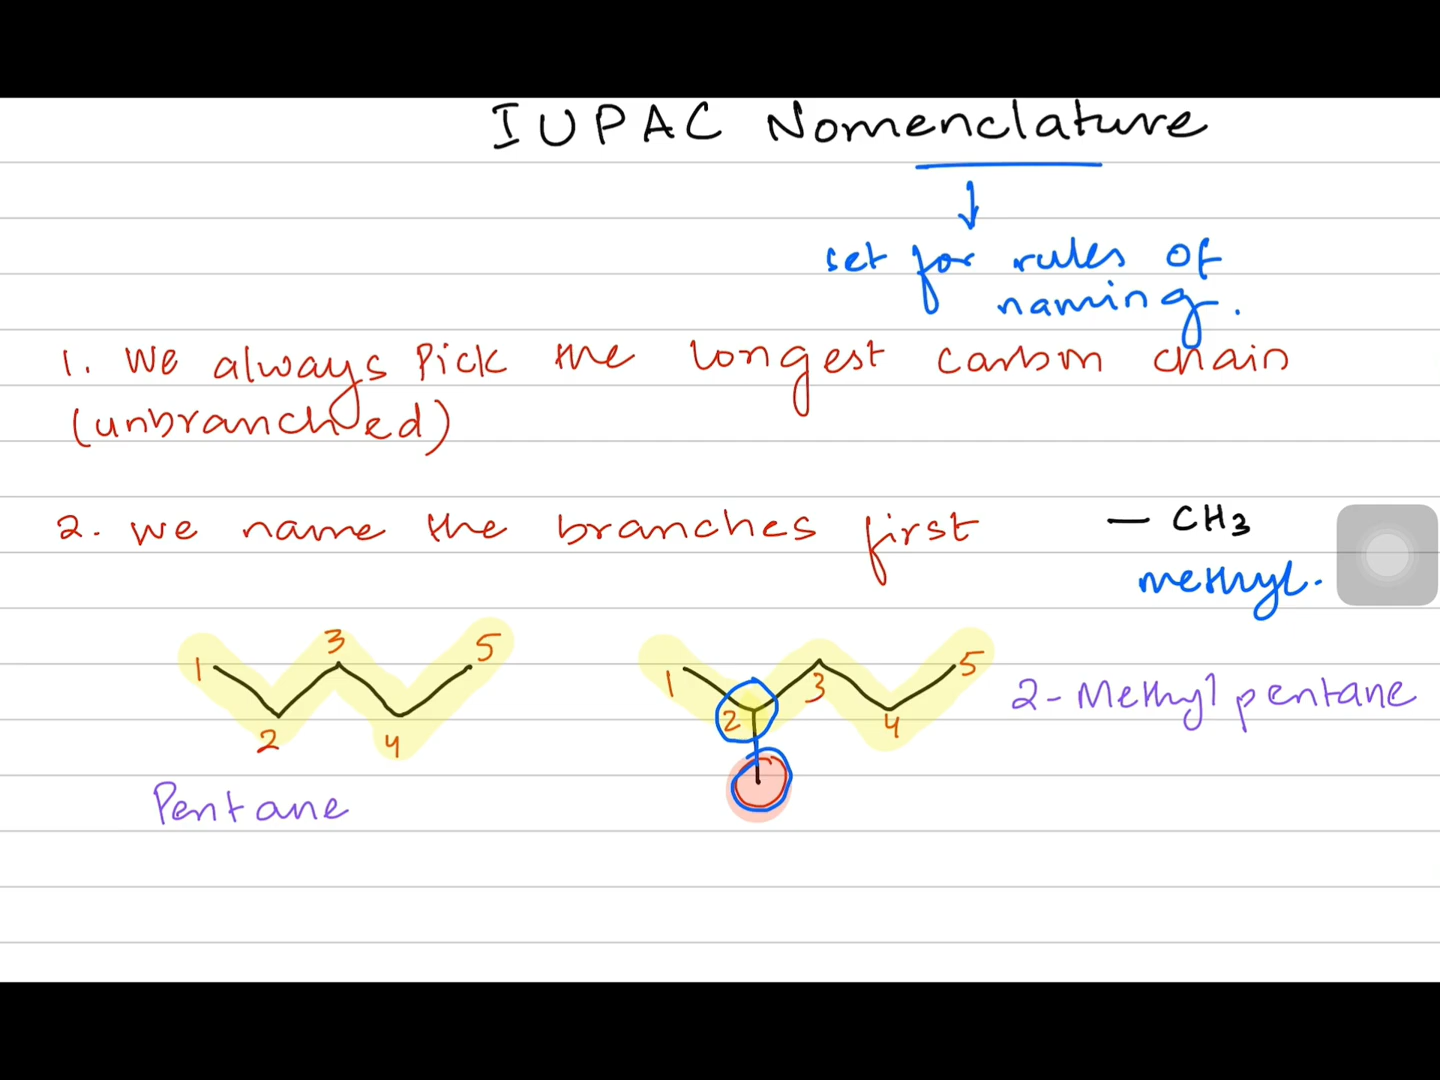 IUPAC Nomenclature
set for rules of
naming.
1. We always Pick the longest carbon chain
(unbranched)
2. we name the branches first
— CH3
methyl.
1 2 3 4 5
1 2 3 4 5
2-Methyl pentane
Pentane